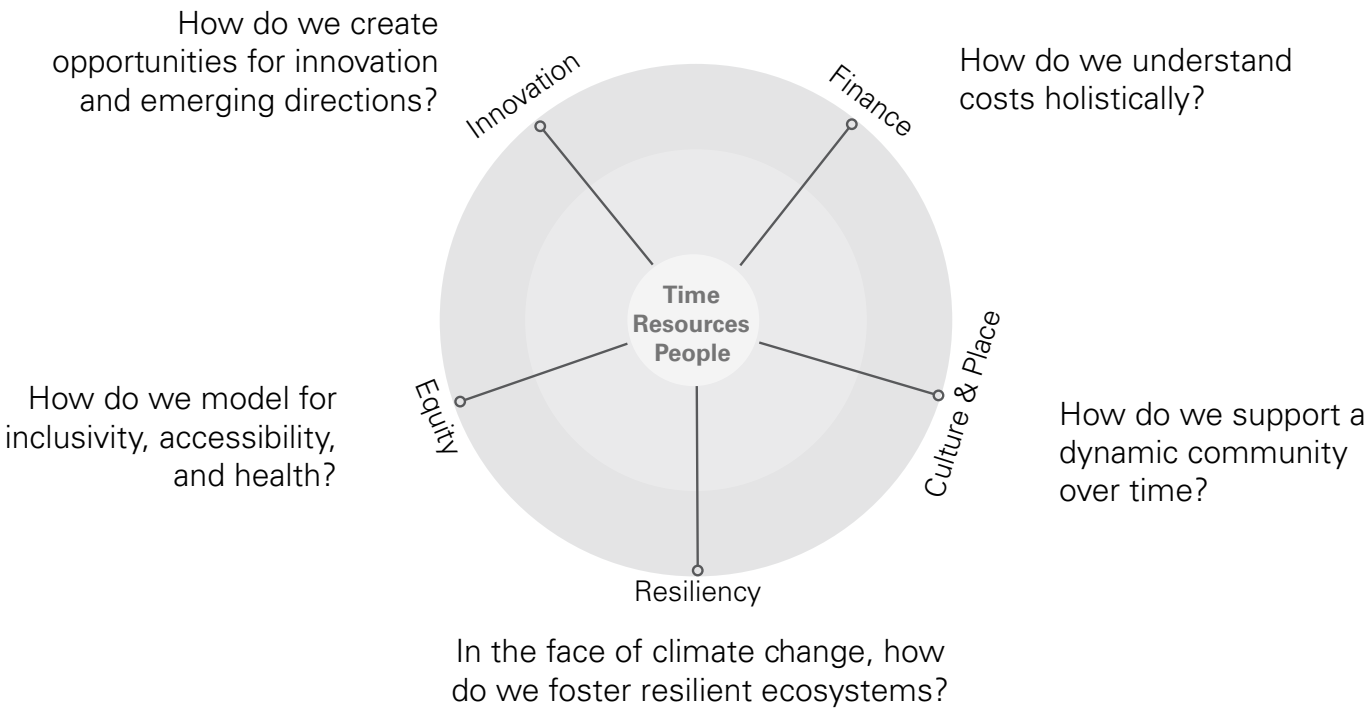 How do we create
opportunities for innovation
and emerging directions?
Innovation
Finance
How do we understand
costs holistically?
Time
Resources
People
Equity
How do we model for
inclusivity, accessibility,
and health?
Culture & Place
How do we support a
dynamic community
over time?
Resiliency
In the face of climate change, how
do we foster resilient ecosystems?